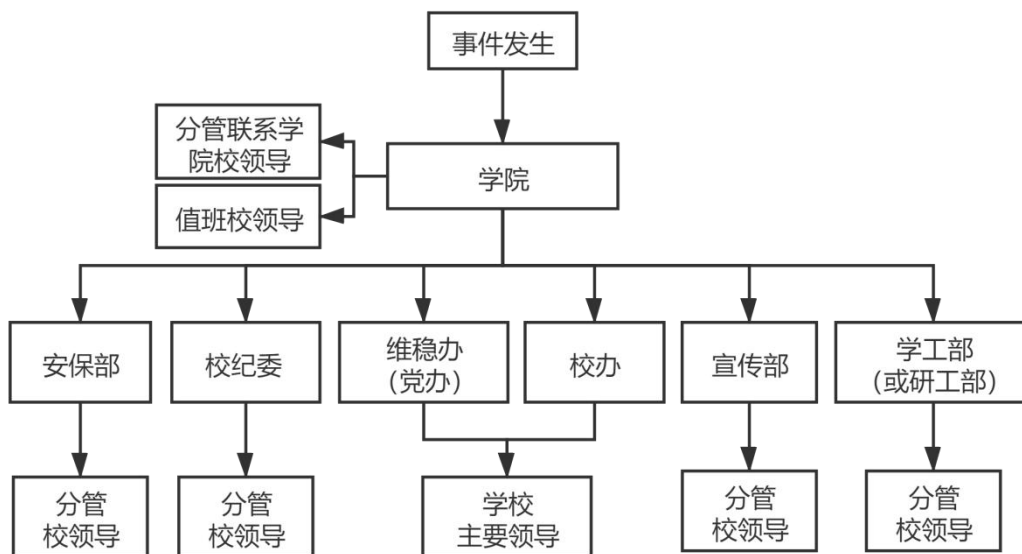 事件发生
分管联系学
院校领导
学院
值班校领导
安保部
校纪委
维稳办
（党办）
校办
宣传部
学工部
（或研工部）
分管
校领导
分管
校领导
学校
主要领导
分管
校领导
分管
校领导